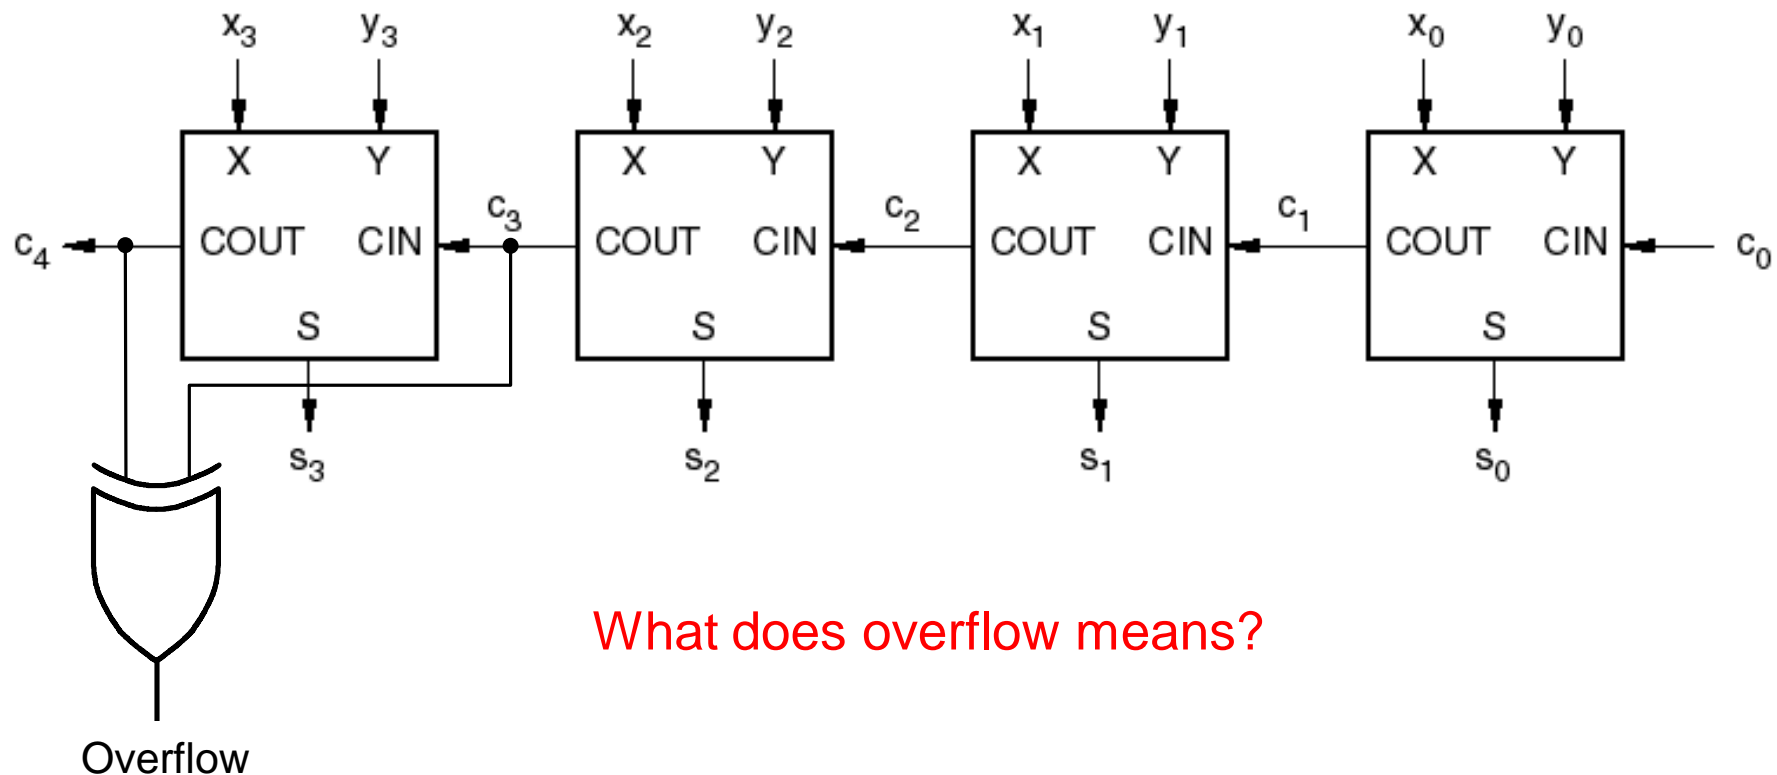 x₃ y₃ x₂ y₂ x₁ y₁ x₀ y₀
X Y X Y X Y X Y
c₃ c₂ c₁
c₄ COUT CIN COUT CIN COUT CIN COUT CIN c₀
S S S S
s₃ s₂ s₁ s₀
What does overflow means?
Overflow